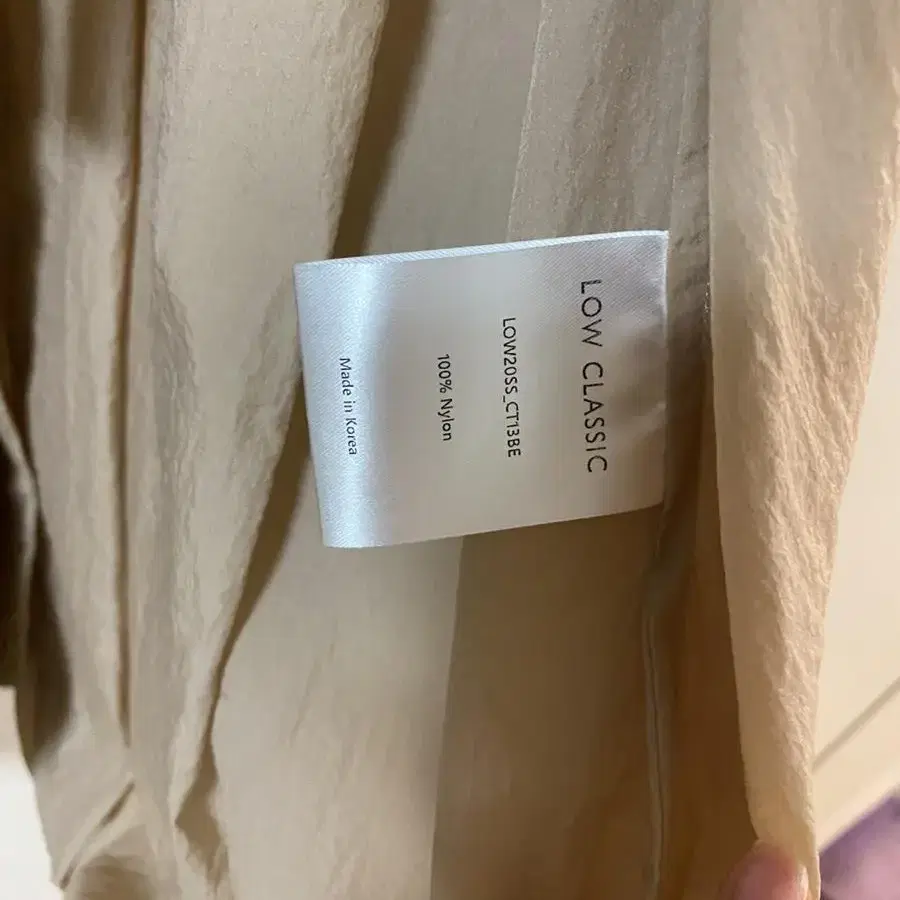 LOW CLASSIC
LOW20SS_CT13BE
100% Nylon
Made in Korea